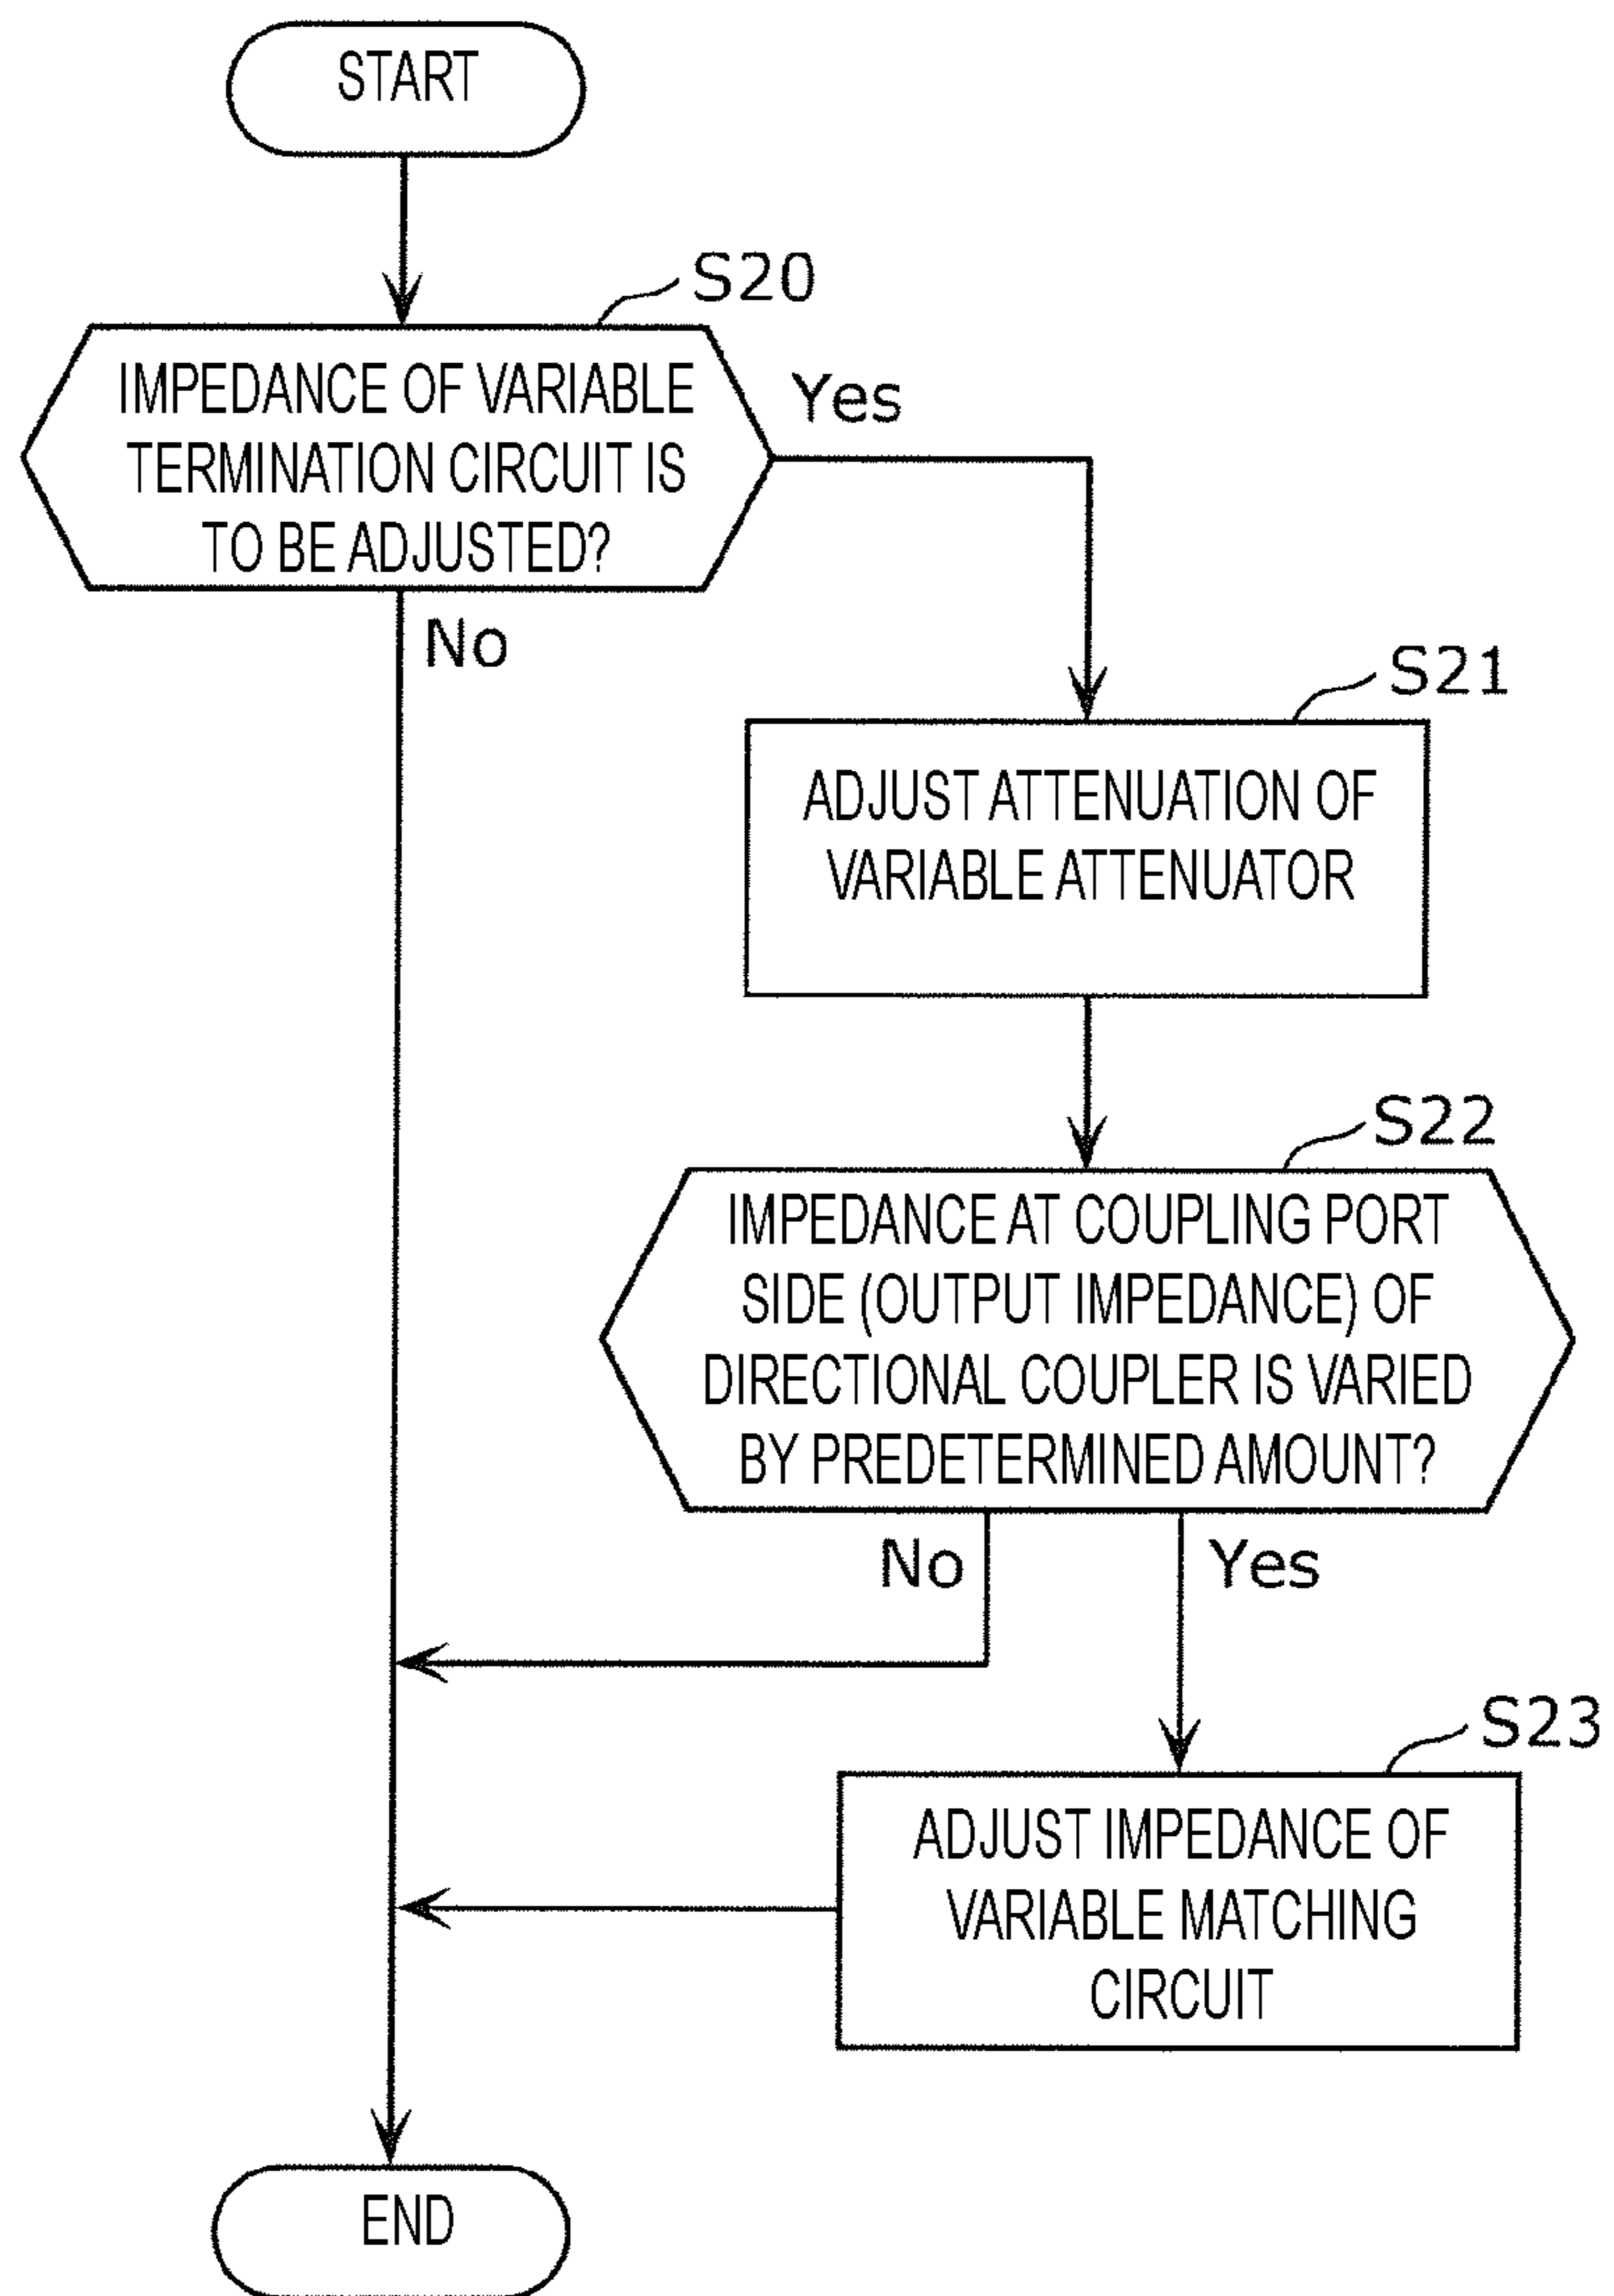 START
S20
IMPEDANCE OF VARIABLE
TERMINATION CIRCUIT IS
TO BE ADJUSTED?
Yes
No
S21
ADJUST ATTENUATION OF
VARIABLE ATTENUATOR
S22
IMPEDANCE AT COUPLING PORT
SIDE (OUTPUT IMPEDANCE) OF
DIRECTIONAL COUPLER IS VARIED
BY PREDETERMINED AMOUNT?
No
Yes
S23
ADJUST IMPEDANCE OF
VARIABLE MATCHING
CIRCUIT
END